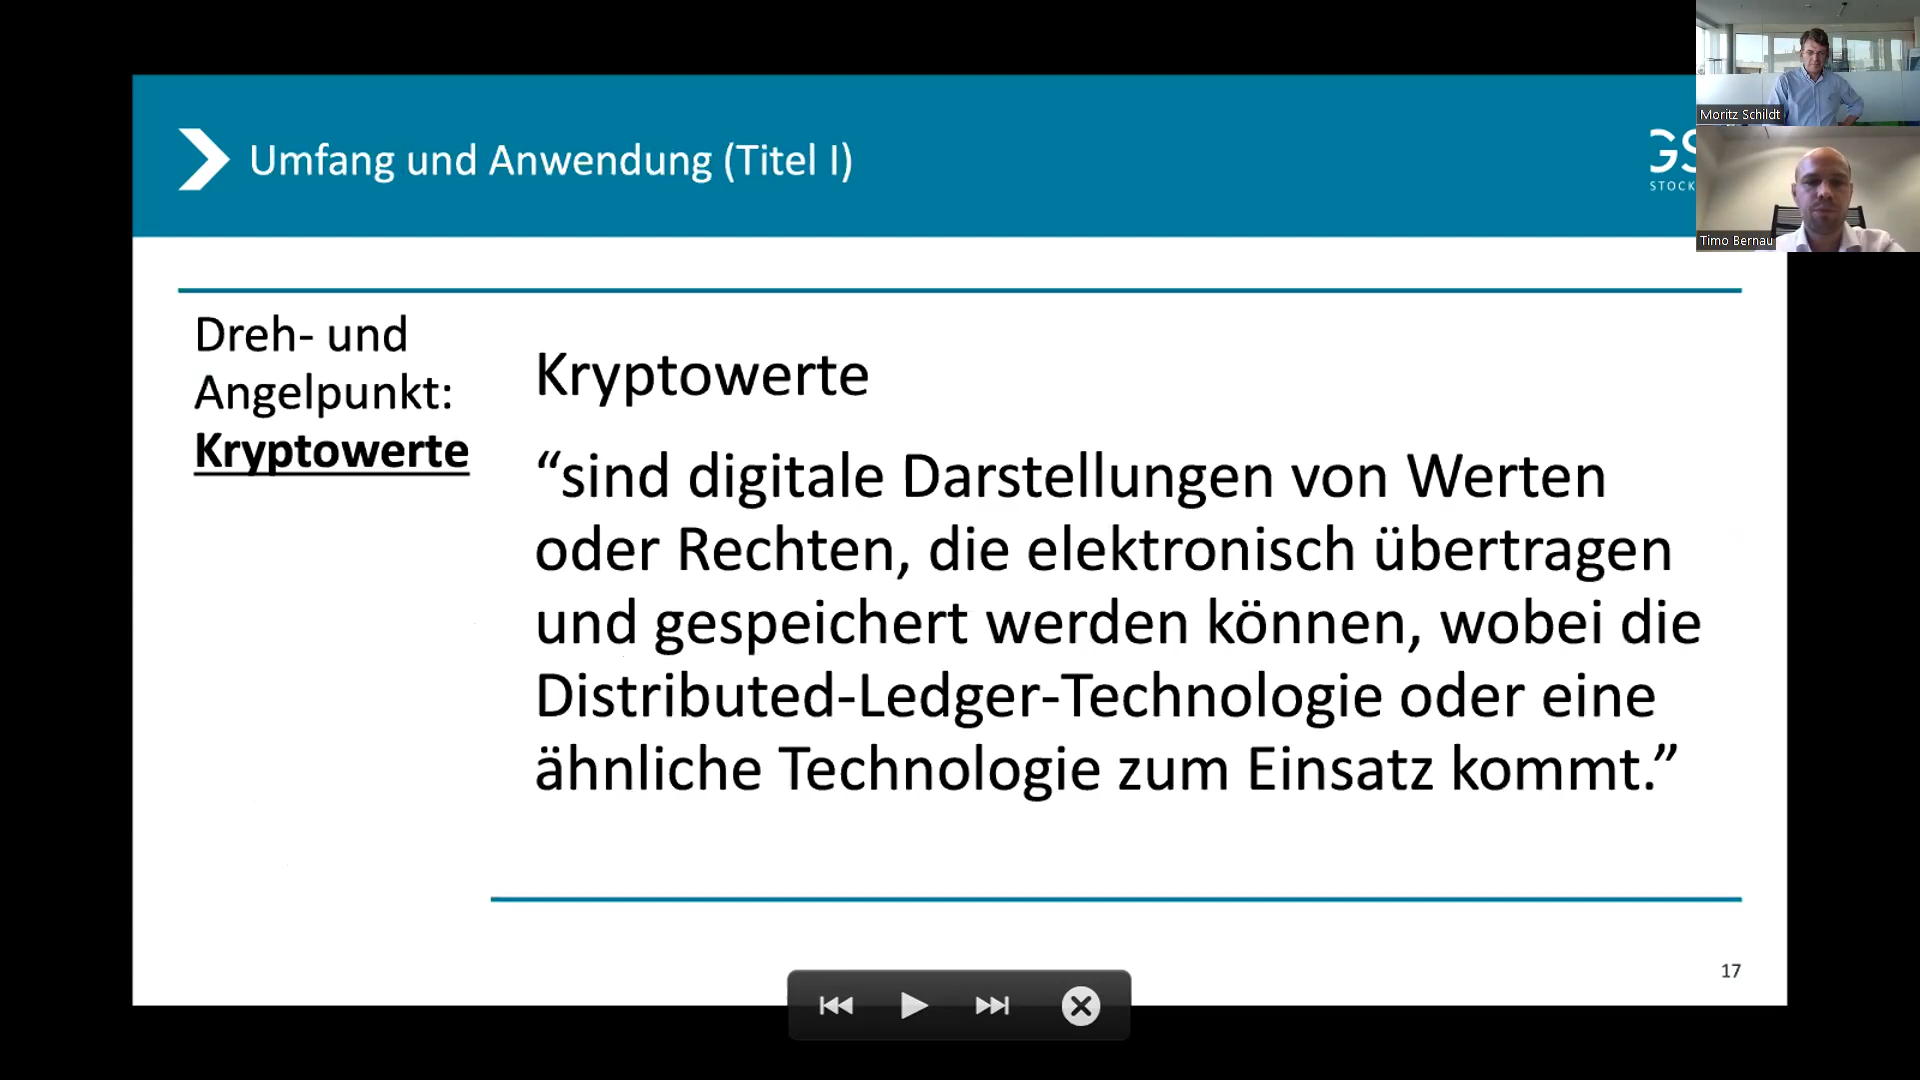 Umfang und Anwendung (Titel I)
STOCK
Moritz Schildt
Timo Bernau
Dreh- und
Angelpunkt:
Kryptowerte
Kryptowerte
“sind digitale Darstellungen von Werten
oder Rechten, die elektronisch übertragen
und gespeichert werden können, wobei die
Distributed-Ledger-Technologie oder eine
ähnliche Technologie zum Einsatz kommt.”
17